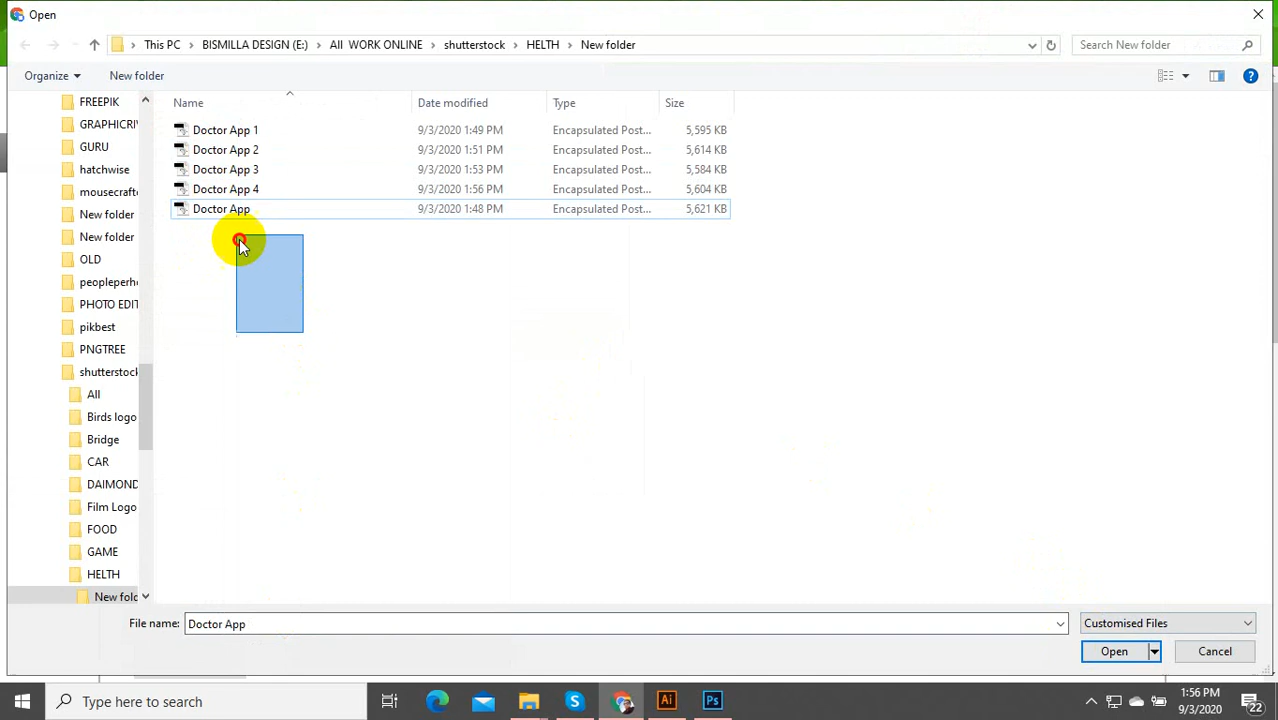 Open
This PC > BISMILLA DESIGN (E:) > All WORK ONLINE > shutterstock > HELTH > New folder
Search New folder
Organize
New folder
Name Date modified Type Size
FREEPIK
GRAPHICRIV
GURU
hatchwise
mousecrafte
New folder
New folder
OLD
peopleperho
PHOTO EDIT
pikbest
PNGTREE
shutterstock
All
Birds logo
Bridge
CAR
DAIMOND
Film Logo
FOOD
GAME
HELTH
New fold
Doctor App 1 9/3/2020 1:49 PM Encapsulated Post... 5,595 KB
Doctor App 2 9/3/2020 1:51 PM Encapsulated Post... 5,614 KB
Doctor App 3 9/3/2020 1:53 PM Encapsulated Post... 5,584 KB
Doctor App 4 9/3/2020 1:56 PM Encapsulated Post... 5,604 KB
Doctor App 9/3/2020 1:48 PM Encapsulated Post... 5,621 KB
File name: Doctor App
Customised Files
Open
Cancel
Type here to search
Ai
Ps
1:56 PM
9/3/2020
22